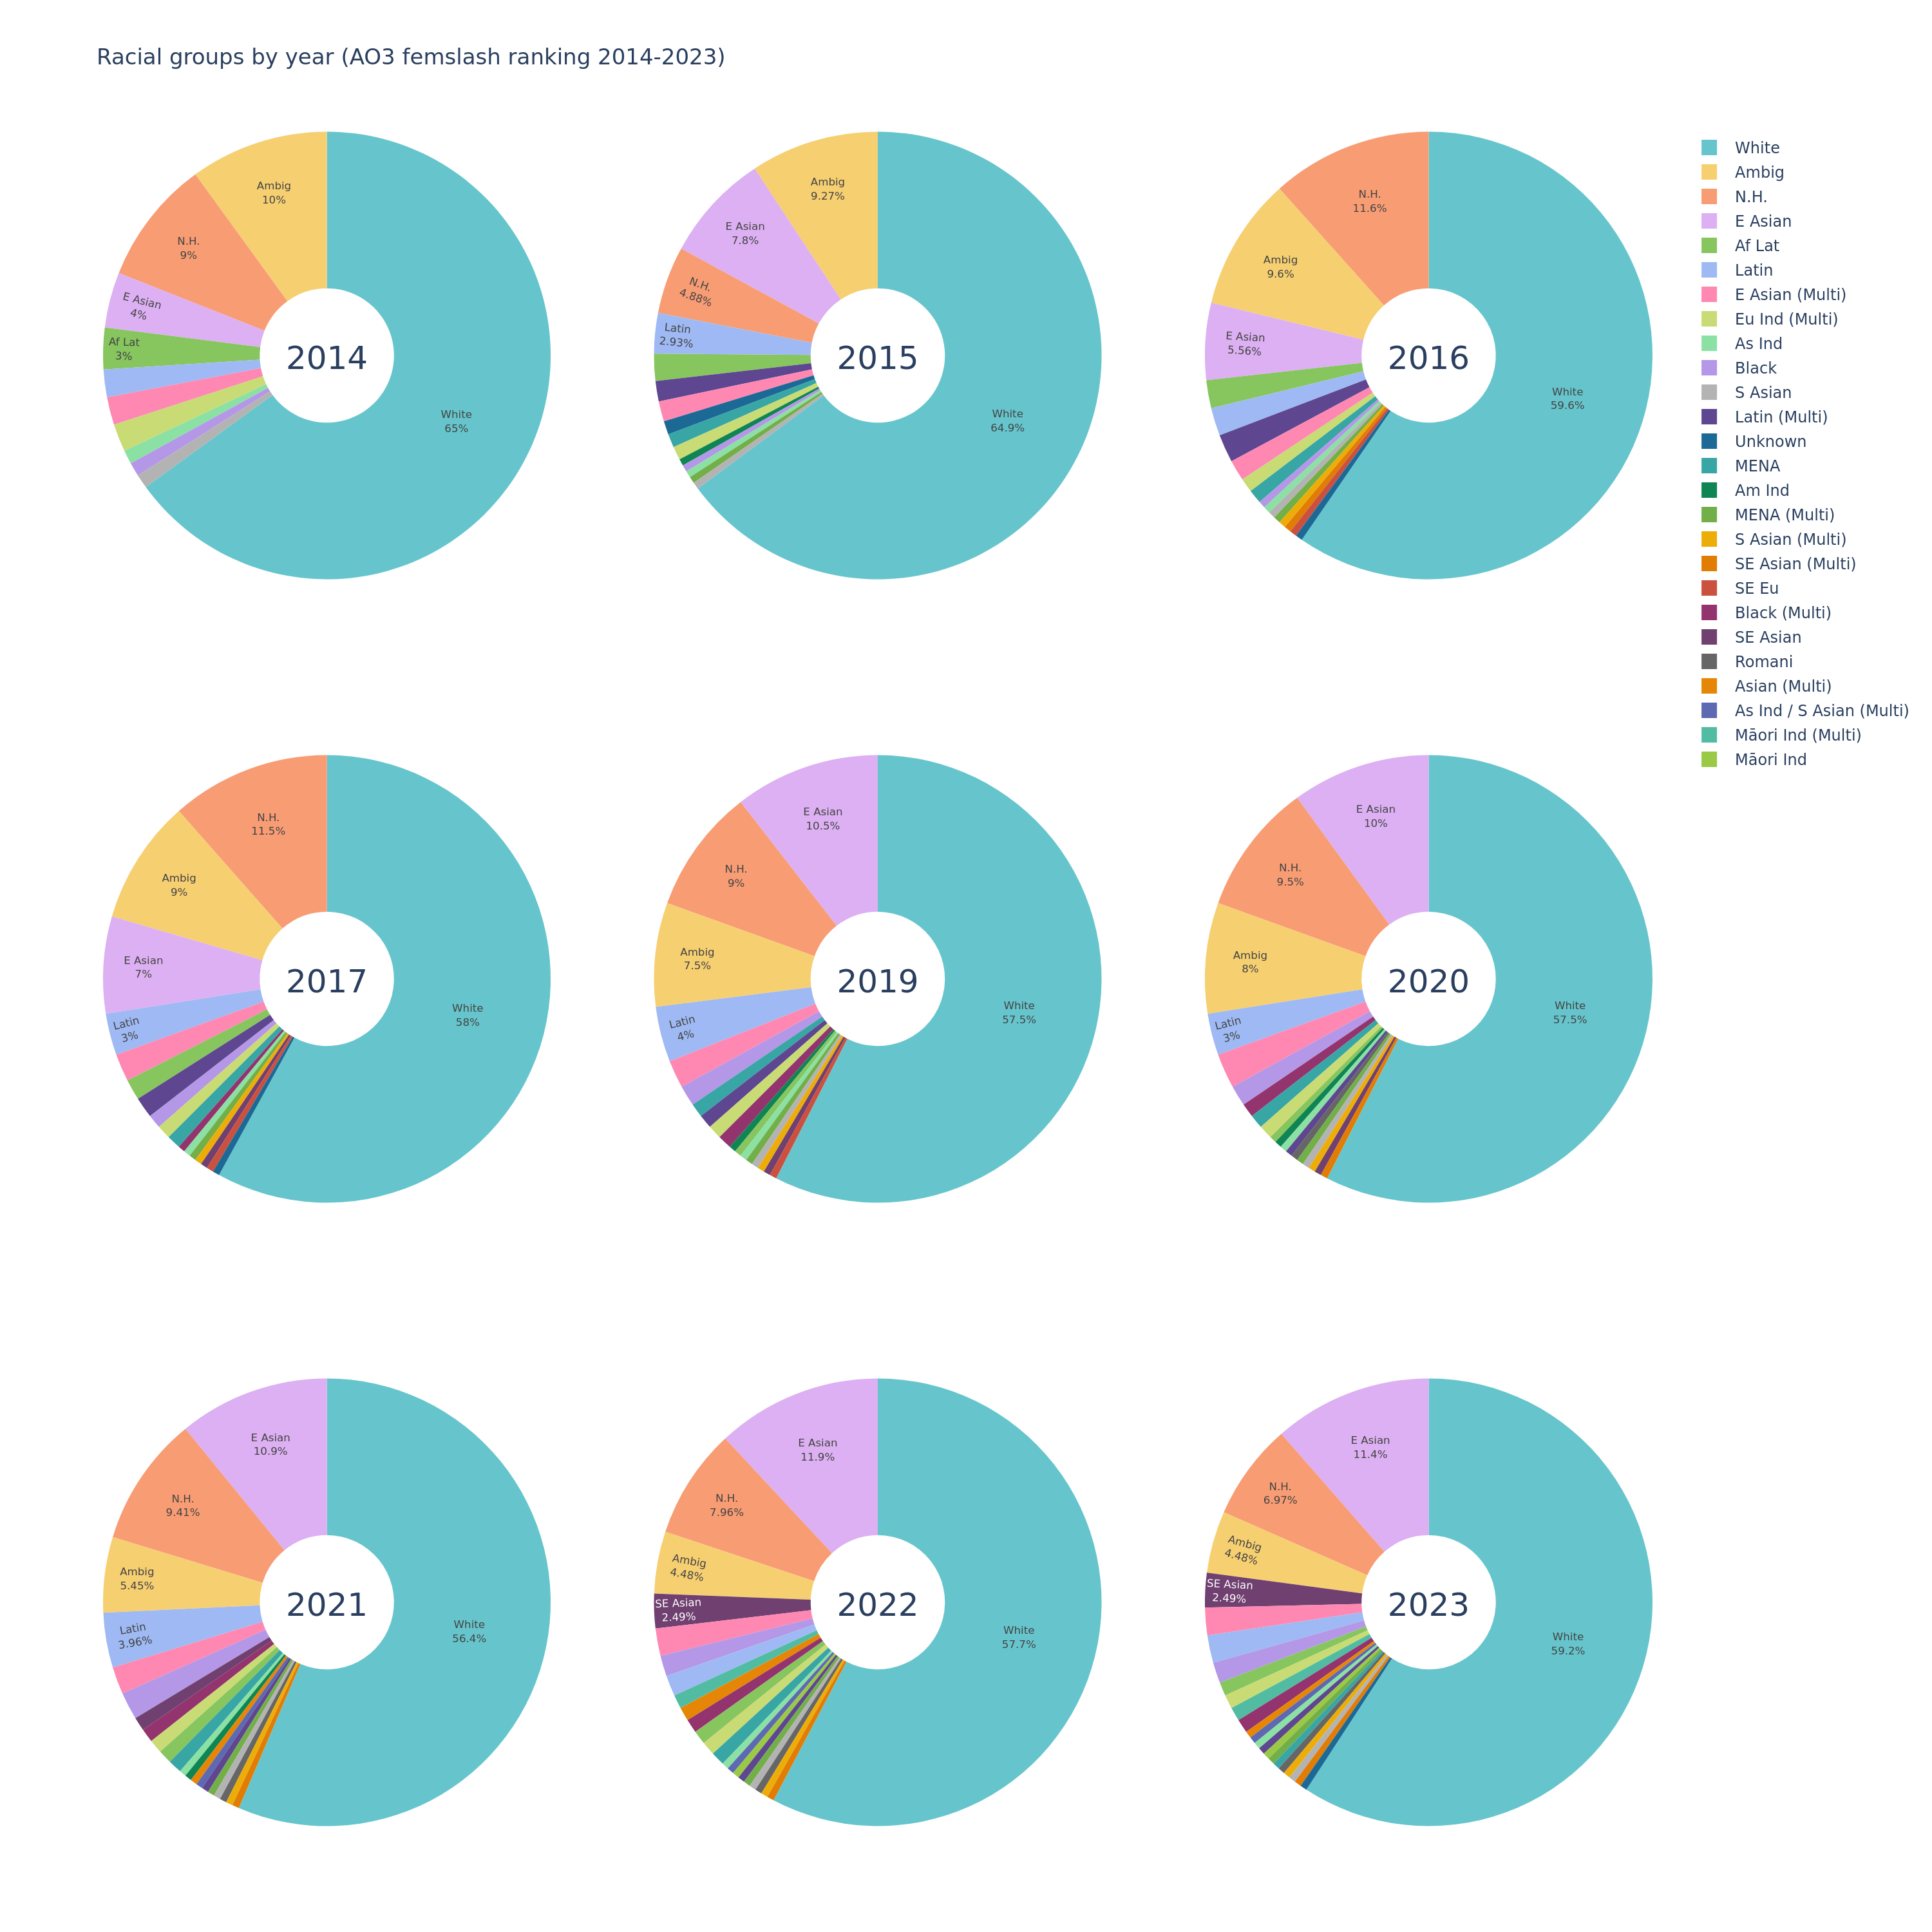 Racial groups by year (AO3 femslash ranking 2014-2023)
Ambig
10%
N.H.
9%
E Asian
4%
Af Lat
3%
White
65%
2014
Ambig
9.27%
E Asian
7.8%
N.H.
4.88%
Latin
2.93%
White
64.9%
2015
N.H.
11.6%
Ambig
9.6%
E Asian
5.56%
White
59.6%
2016
White
Ambig
N.H.
E Asian
Af Lat
Latin
E Asian (Multi)
Eu Ind (Multi)
As Ind
Black
S Asian
Latin (Multi)
Unknown
MENA
Am Ind
MENA (Multi)
S Asian (Multi)
SE Asian (Multi)
SE Eu
Black (Multi)
SE Asian
Romani
Asian (Multi)
As Ind / S Asian (Multi)
Māori Ind (Multi)
Māori Ind
N.H.
11.5%
Ambig
9%
E Asian
7%
Latin
3%
White
58%
2017
E Asian
10.5%
N.H.
9%
Ambig
7.5%
Latin
4%
White
57.5%
2019
E Asian
10%
N.H.
9.5%
Ambig
8%
Latin
3%
White
57.5%
2020
E Asian
10.9%
N.H.
9.41%
Ambig
5.45%
Latin
3.96%
White
56.4%
2021
E Asian
11.9%
N.H.
7.96%
Ambig
4.48%
SE Asian
2.49%
White
57.7%
2022
E Asian
11.4%
N.H.
6.97%
Ambig
4.48%
SE Asian
2.49%
White
59.2%
2023